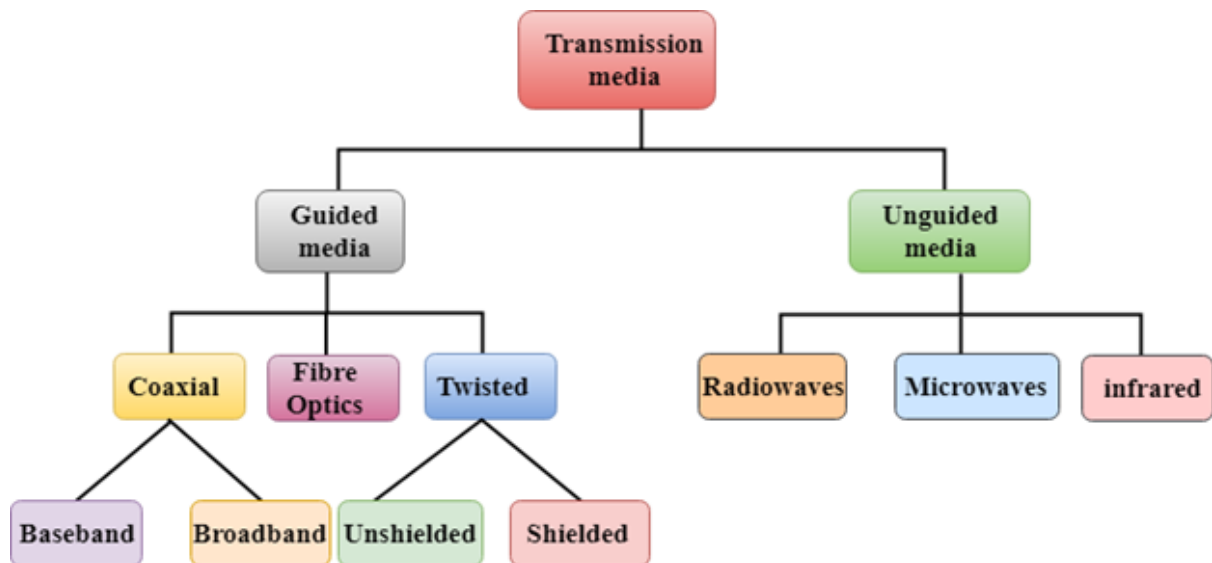 Transmission
media
Guided
media
Unguided
media
Coaxial
Fibre
Optics
Twisted
Radiowaves
Microwaves
infrared
Baseband
Broadband
Unshielded
Shielded